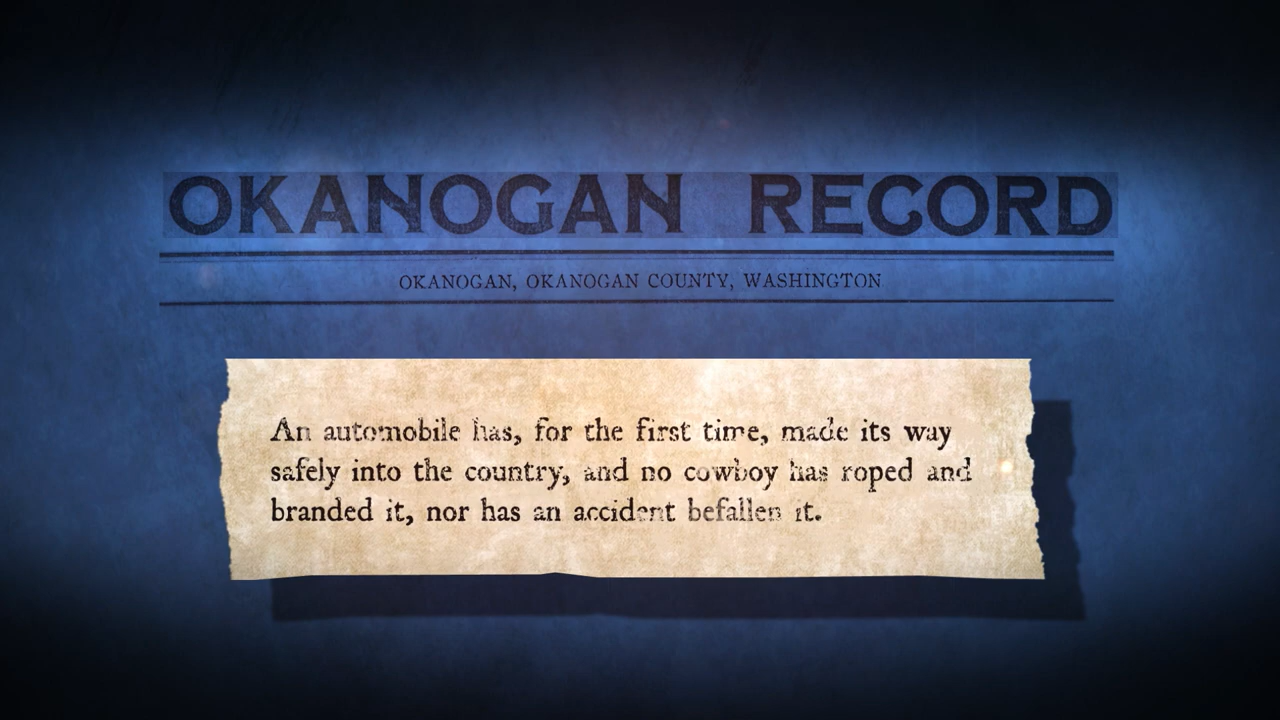 OKANOGAN RECORD
OKANOGAN, OKANOGAN COUNTY, WASHINGTON
An automobile has, for the first time, made its way
safely into the country, and no cowboy has roped and
branded it, nor has an accident befallen it.